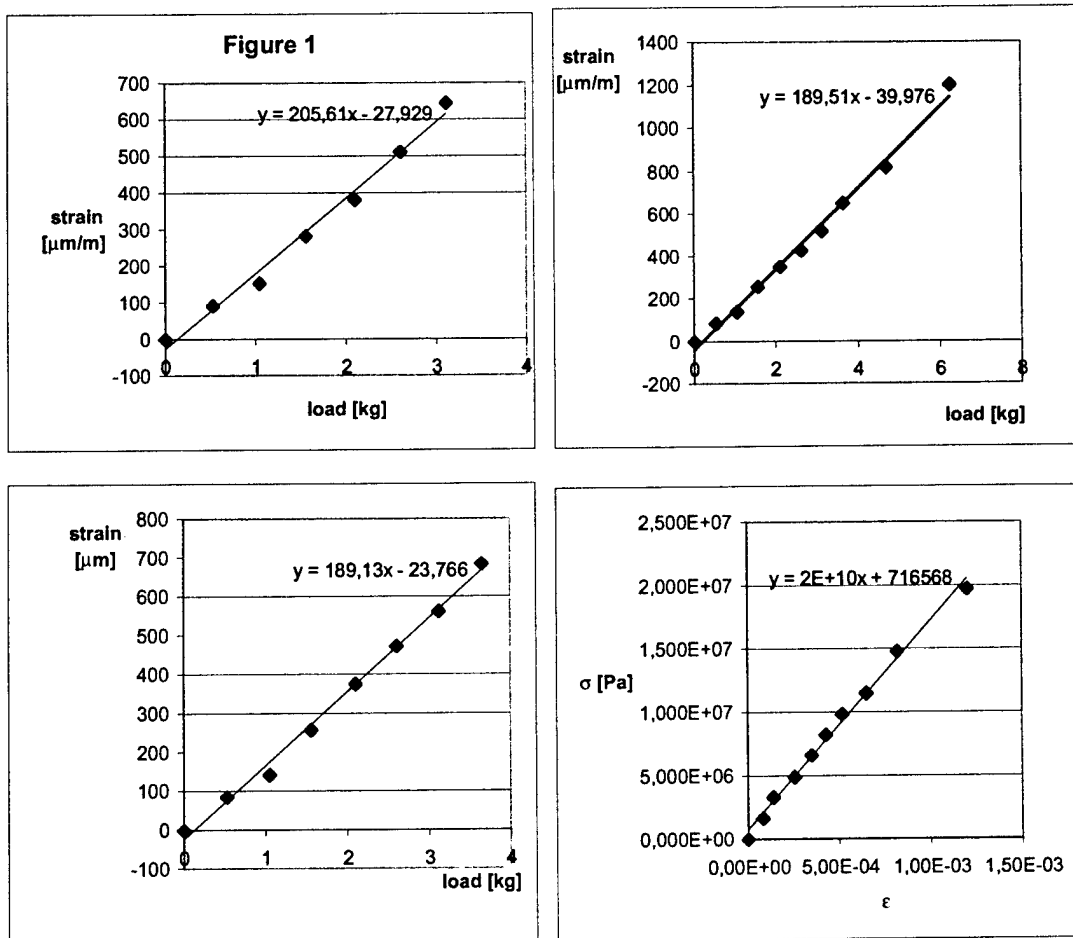 Figure 1
700
600
500
400
300
200
100
0
-100
strain
[μm/m]
y = 205,61x - 27,929
0 1 2 3 4
load [kg]
strain
[μm/m]
1400
1200
1000
800
600
400
200
0
-200
y = 189,51x - 39,976
0 2 4 6 8
load [kg]
strain
[μm]
800
700
600
500
400
300
200
100
0
-100
y = 189,13x - 23,766
0 1 2 3 4
load [kg]
σ [Pa]
2,500E+07
2,000E+07
1,500E+07
1,000E+07
5,000E+06
0,000E+00
y = 2E+10x + 716568
0,00E+00 5,00E-04 1,00E-03 1,50E-03
ε